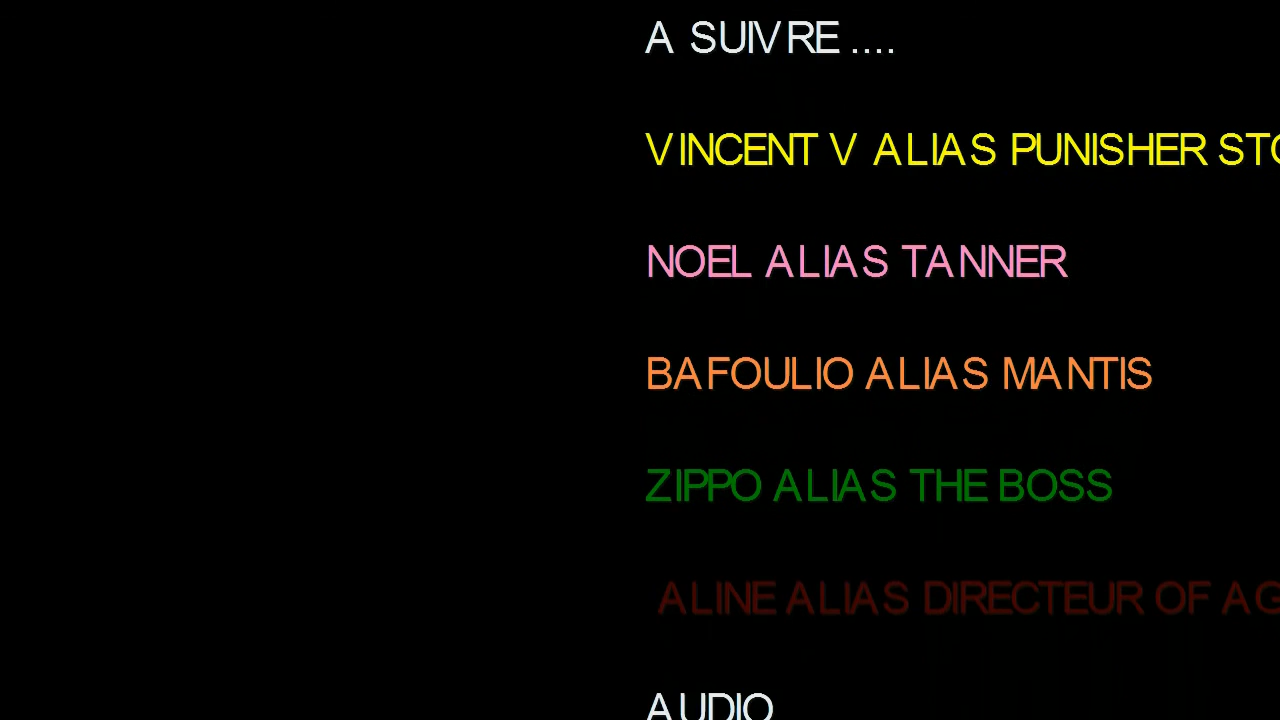 A SUIVRE ....
VINCENT V ALIAS PUNISHER
NOEL ALIAS TANNER
BAFOULIO ALIAS MANTIS
ZIPPO ALIAS THE BOSS
ALINE ALIAS DIRECTEUR OF
AUDIO